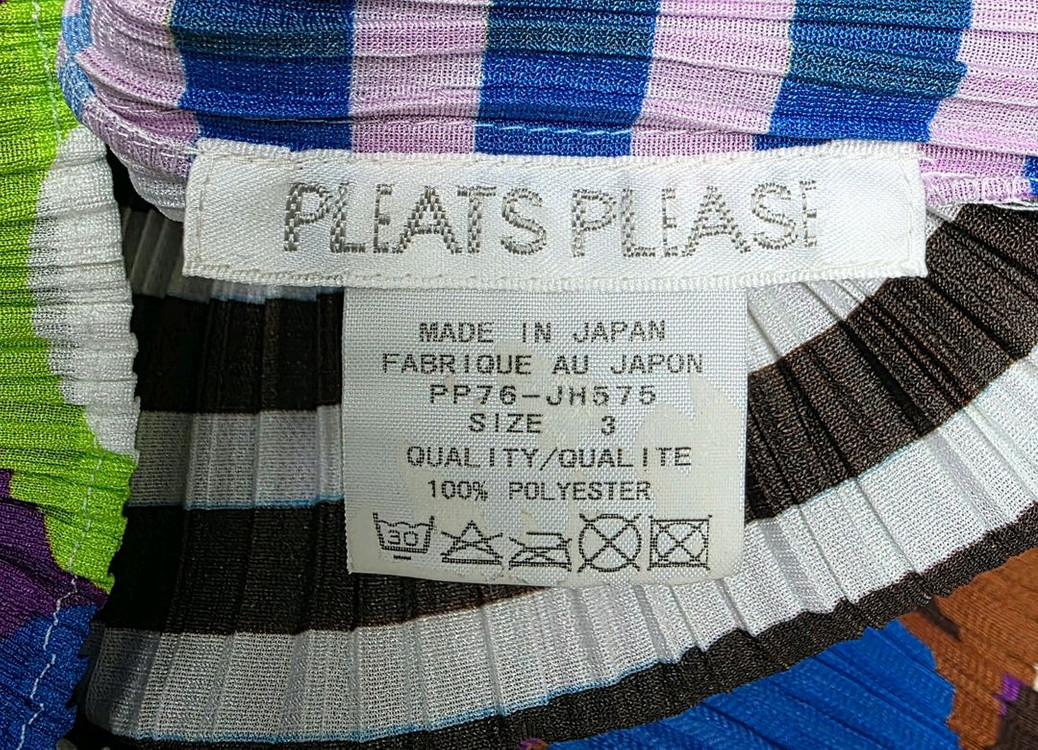 PLEATS PLEASE
MADE IN JAPAN
FABRIQUE AU JAPON
PP76-JH575
SIZE 3
QUALITY/QUALITE
100% POLYESTER
30